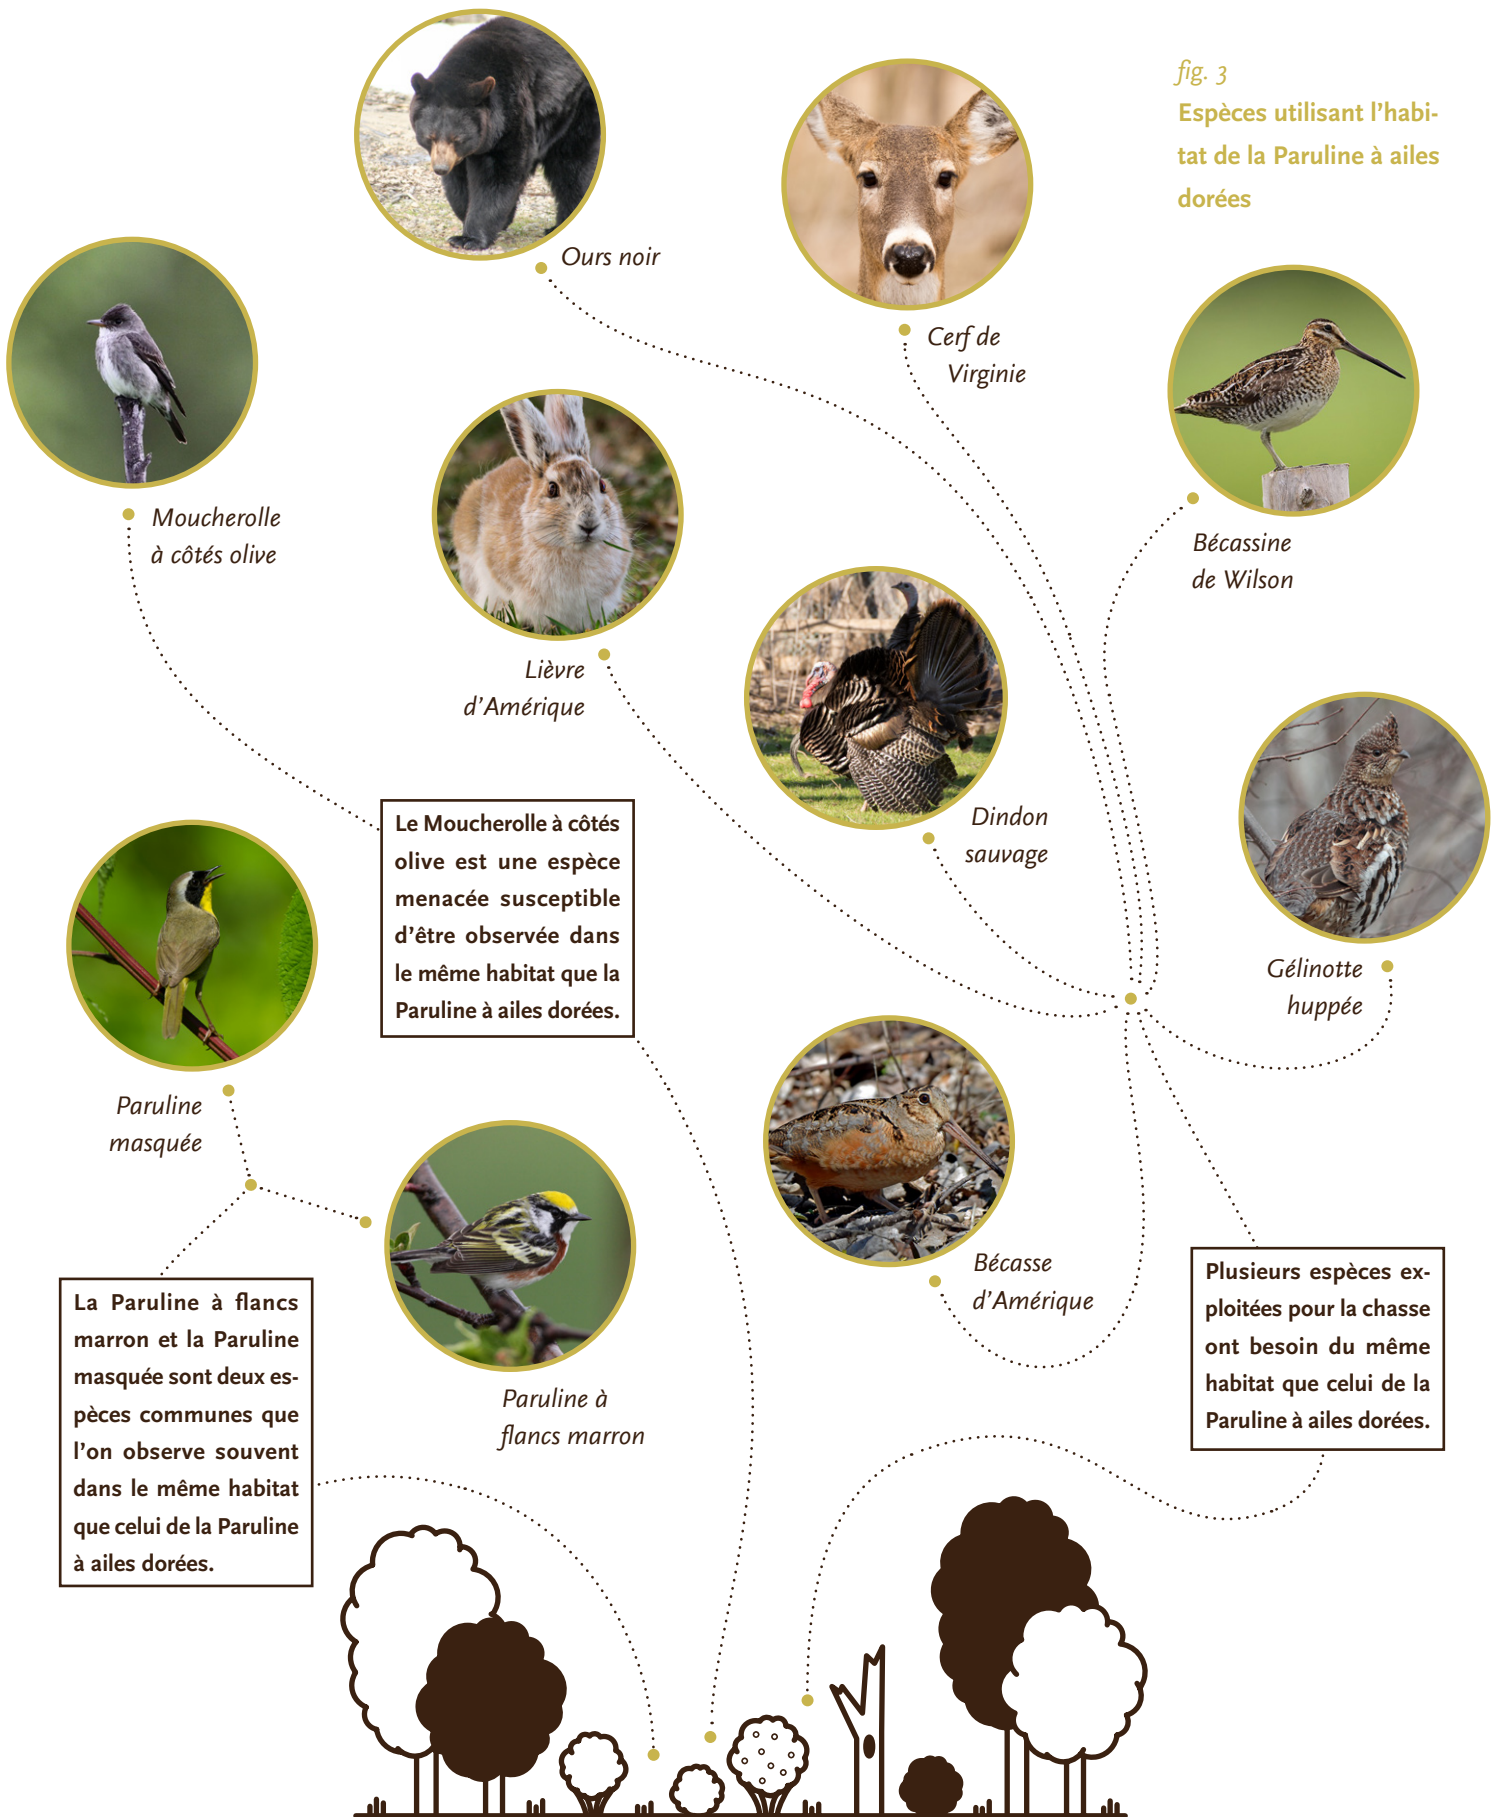 fig. 3
Espèces utilisant l’habi-
tat de la Paruline à ailes
dorées
Ours noir
Cerf de
Virginie
Moucherolle
à côtés olive
Bécassine
de Wilson
Lièvre
d’Amérique
Dindon
sauvage
Le Moucherolle à côtés
olive est une espèce
menacée susceptible
d’être observée dans
le même habitat que la
Paruline à ailes dorées.
Gélinotte
huppée
Paruline
masquée
Bécasse
d’Amérique
Plusieurs espèces ex-
ploitées pour la chasse
ont besoin du même
habitat que celui de la
Paruline à ailes dorées.
La Paruline à flancs
marron et la Paruline
masquée sont deux es-
pèces communes que
l’on observe souvent
dans le même habitat
que celui de la Paruline
à ailes dorées.
Paruline à
flancs marron